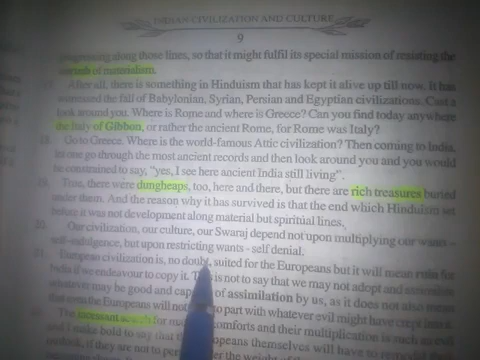 INDIAN CIVILIZATION AND CULTURE
9
progressing along those lines, so that it might fulfil its special mission of resisting the
of materialism.
After all, there is something in Hinduism that has kept it alive up till now. It has
witnessed the fall of Babylonian, Syrian, Persian and Egyptian civilizations. Cast a
look around you. Where is Rome and where is Greece? Can you find today anywhere
the Italy of Gibbon, or rather the ancient Rome, for Rome was Italy?
18. Go to Greece. Where is the world-famous Attic civilization? Then coming to India,
let one go through the most ancient records and then look around you and you would
be constrained to say, "yes, I see here ancient India still living".
19. True, there were dungheaps, too, here and there, but there are rich treasures buried
under them. And the reason why it has survived is that the end which Hinduism set
before it was not development along material but spiritual lines.
20. Our civilization, our culture, our Swaraj depend not upon multiplying our wants -
self-indulgence, but upon restricting wants - self denial.
21. European civilization is, no doubt, suited for the Europeans but it will mean ruin for
India if we endeavour to copy it. This is not to say that we may not adopt and assimilate
whatever may be good and capable of assimilation by us, as it does not also mean
that even the Europeans will not to part with whatever evil might have crept into it.
22. The incessant search for comforts and their multiplication is such an evil
and I make bold to say that Europeans themselves will have to
outlook, if they are not to the weight of the